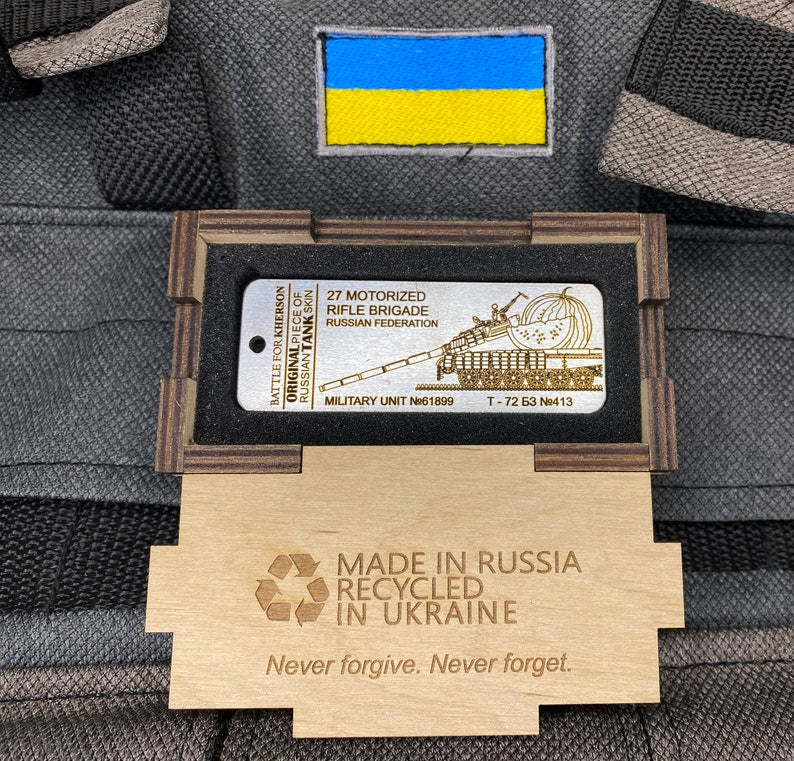 BATTLE FOR KHERSON
ORIGINAL PIECE OF
RUSSIAN TANK SKIN
27 MOTORIZED
RIFLE BRIGADE
RUSSIAN FEDERATION
MILITARY UNIT №61899
T - 72 БЗ №413
MADE IN RUSSIA
RECYCLED
IN UKRAINE
Never forgive. Never forget.